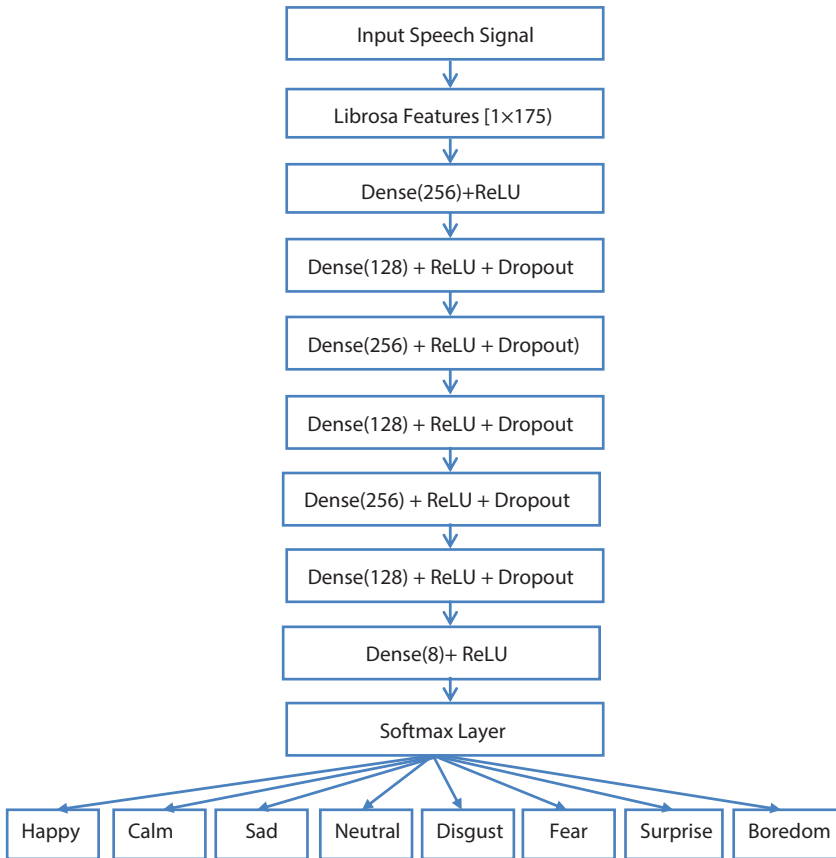 Input Speech Signal
Librosa Features [1×175)
Dense(256)+ReLU
Dense(128) + ReLU + Dropout
Dense(256) + ReLU + Dropout)
Dense(128) + ReLU + Dropout
Dense(256) + ReLU + Dropout
Dense(128) + ReLU + Dropout
Dense(8)+ ReLU
Softmax Layer
Happy Calm Sad Neutral Disgust Fear Surprise Boredom